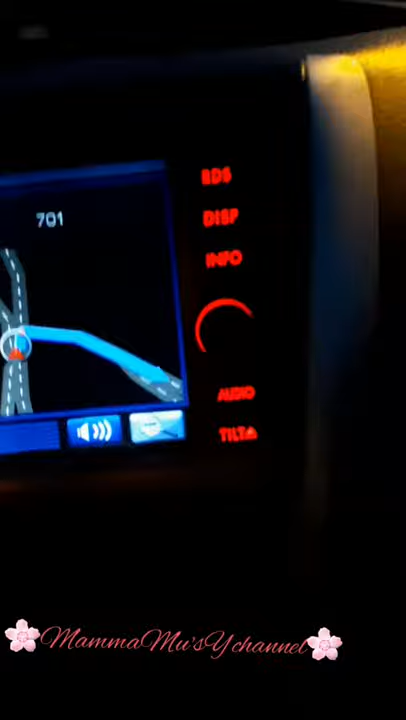 RDS
701
DISP
INFO
AUDIO
TILT▲
🌸MammaMu'sYchannel🌸